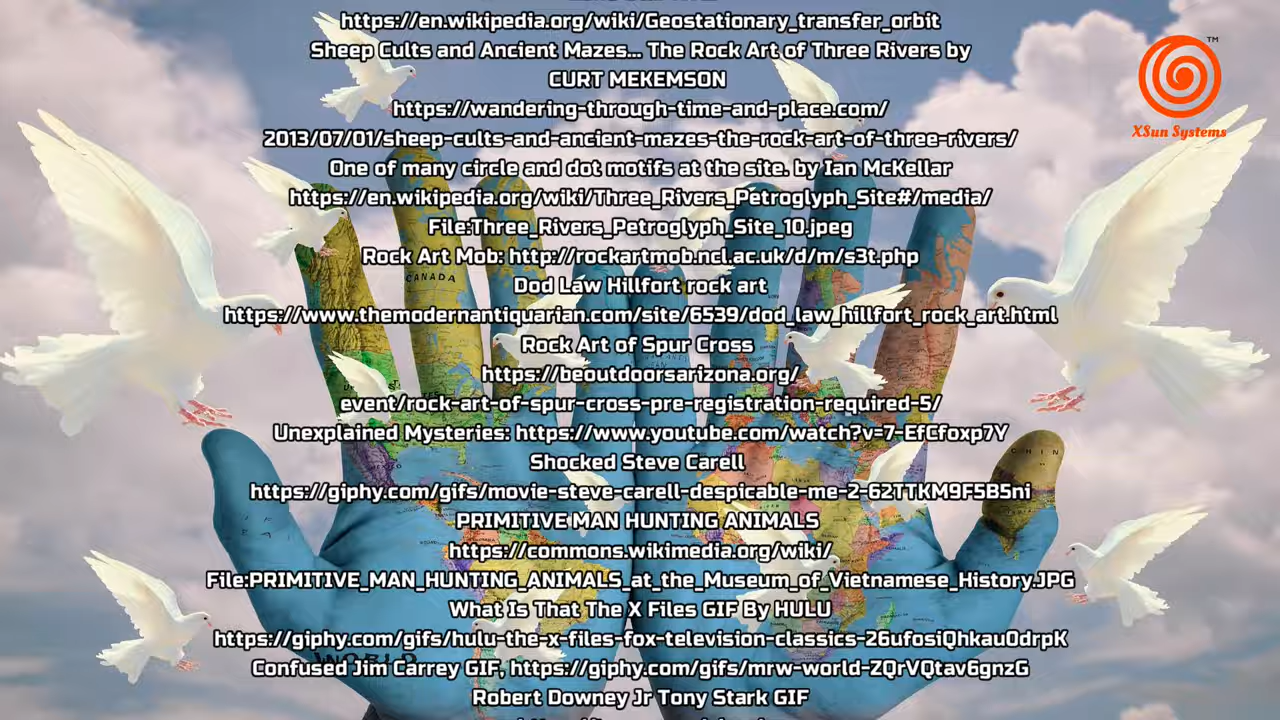 https://en.wikipedia.org/wiki/Geostationary_transfer_orbit
Sheep Cults and Ancient Mazes... The Rock Art of Three Rivers by
CURT MEKEMSON
https://wandering-through-time-and-place.com/
2013/07/01/sheep-cults-and-ancient-mazes-the-rock-art-of-three-rivers/
One of many circle and dot motifs at the site. by Ian McKellar
https://en.wikipedia.org/wiki/Three_Rivers_Petroglyph_Site#/media/
File:Three_Rivers_Petroglyph_Site_10.jpeg
Rock Art Mob: http://rockartmob.ncl.ac.uk/d/m/s3t.php
Dod Law Hillfort rock art
https://www.themodernantiquarian.com/site/6539/dod_law_hillfort_rock_art.html
Rock Art of Spur Cross
https://beoutdoorsarizona.org/
event/rock-art-of-spur-cross-pre-registration-required-5/
Unexplained Mysteries: https://www.youtube.com/watch?v=7-EfCfoxp7Y
Shocked Steve Carell
https://giphy.com/gifs/movie-steve-carell-despicable-me-2-62TTKM9F5B5ni
PRIMITIVE MAN HUNTING ANIMALS
https://commons.wikimedia.org/wiki/
File:PRIMITIVE_MAN_HUNTING_ANIMALS_at_the_Museum_of_Vietnamese_History.JPG
What Is That The X Files GIF By HULU
https://giphy.com/gifs/hulu-the-x-files-fox-television-classics-26ufosiQhkauOdrpK
Confused Jim Carrey GIF, https://giphy.com/gifs/mrw-world-ZQrVQtav6gnzG
Robert Downey Jr Tony Stark GIF
TM
XSun Systems
CANADA
CHIN
WORLD